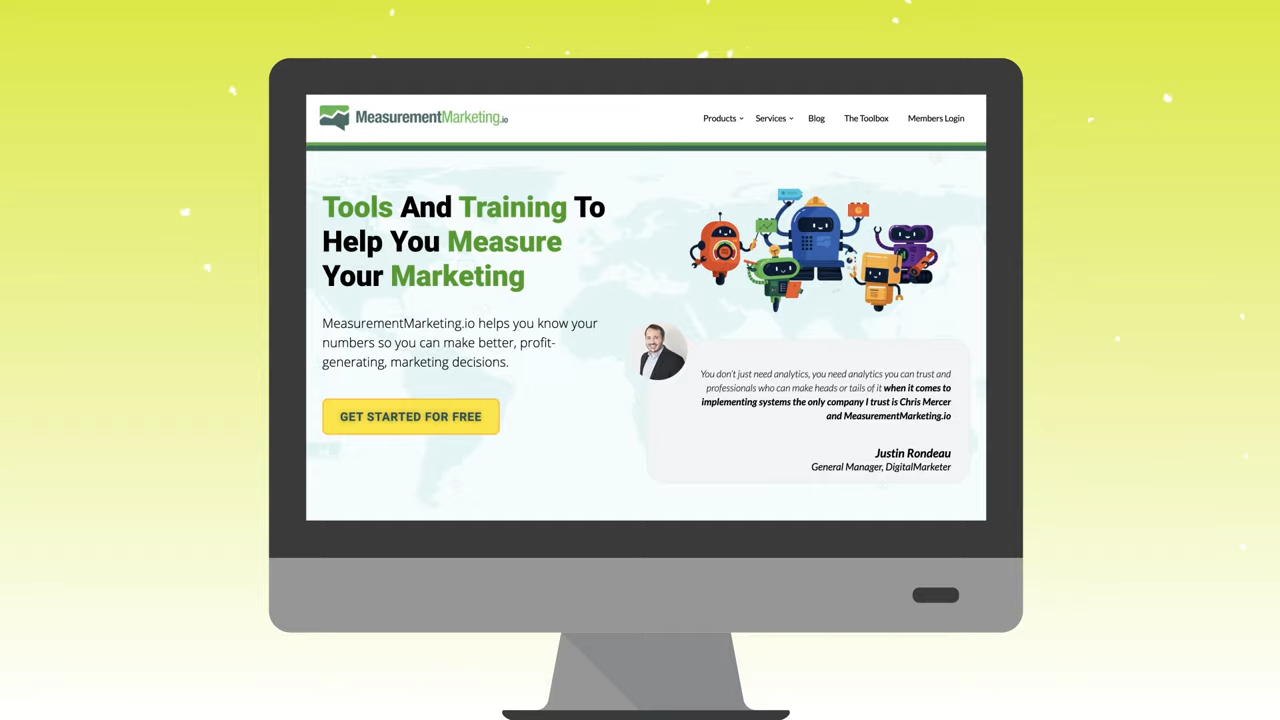 MeasurementMarketing.io
Products
Services
Blog
The Toolbox
Members Login
Tools And Training To
Help You Measure
Your Marketing
MeasurementMarketing.io helps you know your
numbers so you can make better, profit-
generating, marketing decisions.
GET STARTED FOR FREE
You don't just need analytics, you need analytics you can trust and
professionals who can make heads or tails of it when it comes to
implementing systems the only company I trust is Chris Mercer
and MeasurementMarketing.io
Justin Rondeau
General Manager, DigitalMarketer